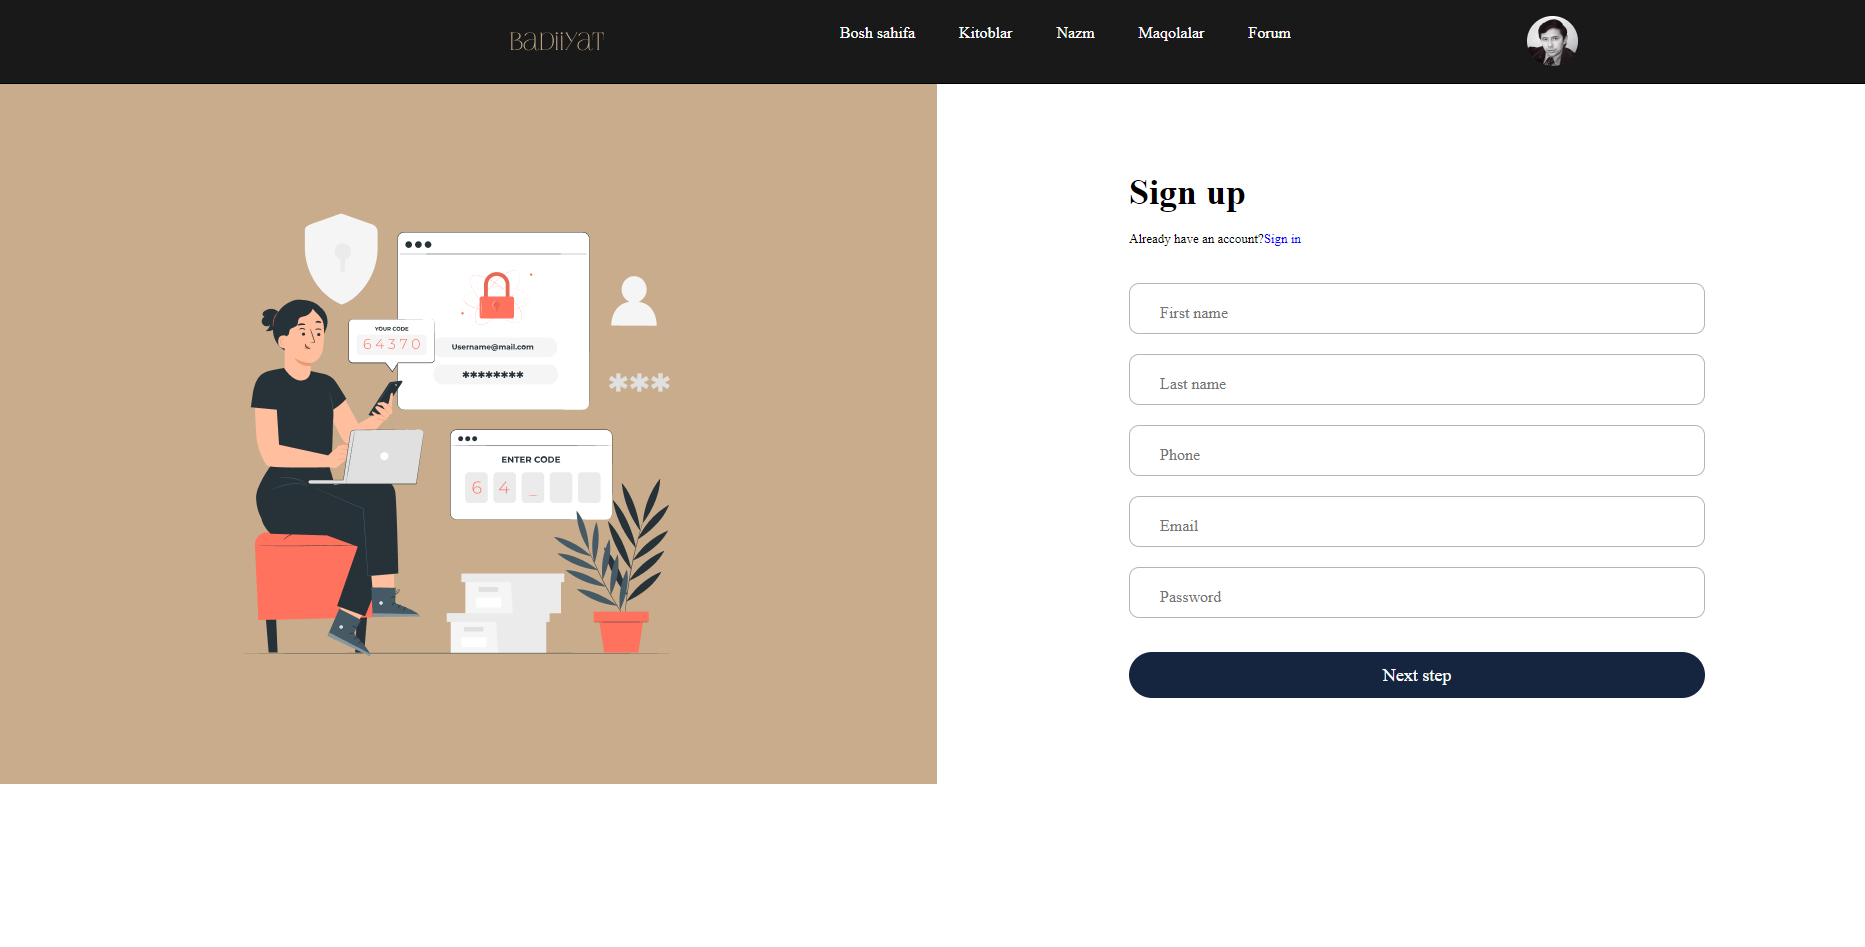 BADIIYAT
Bosh sahifa Kitoblar Nazm Maqolalar Forum
YOUR CODE
64370
Username@mail.com
********
***
ENTER CODE
6 4 _
Sign up
Already have an account?Sign in
First name
Last name
Phone
Email
Password
Next step